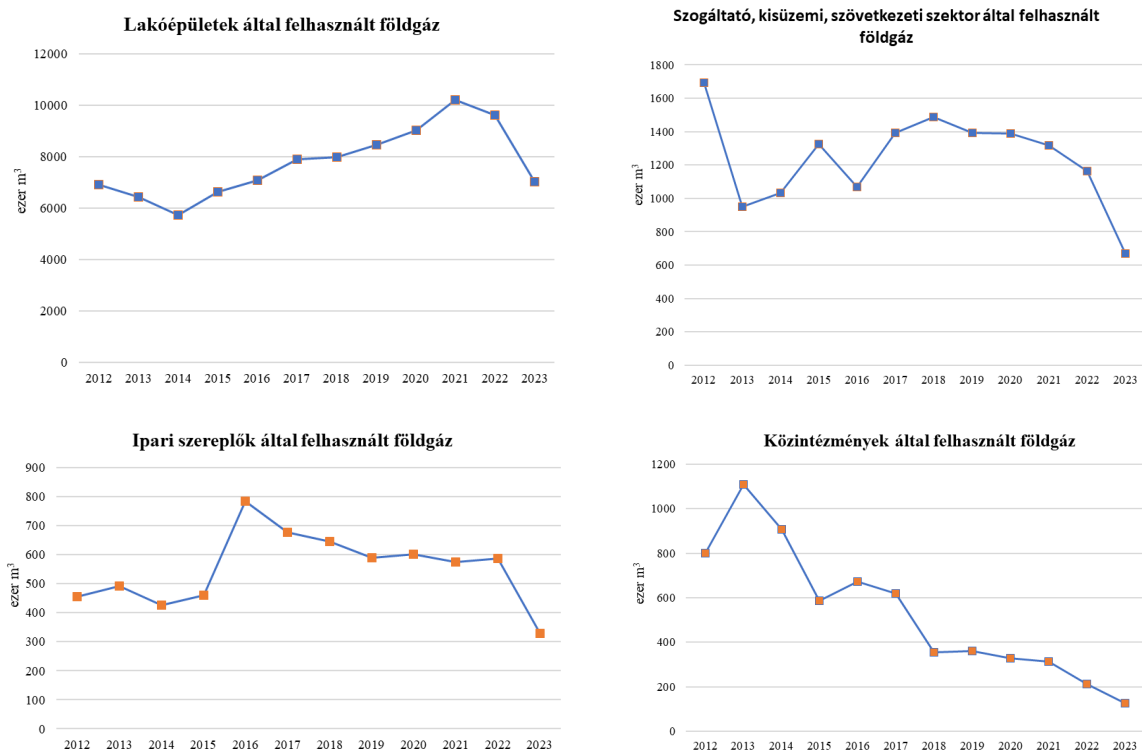 Lakóépületek által felhasznált földgáz
12000
10000
8000
6000
4000
2000
0
ezer m³
2012 2013 2014 2015 2016 2017 2018 2019 2020 2021 2022 2023
Szogáltató, kisüzemi, szövetkezeti szektor által felhasznált
földgáz
1800
1600
1400
1200
1000
800
600
400
200
0
ezer m³
2012 2013 2014 2015 2016 2017 2018 2019 2020 2021 2022 2023
Ipari szereplők által felhasznált földgáz
900
800
700
600
500
400
300
200
100
0
ezer m³
2012 2013 2014 2015 2016 2017 2018 2019 2020 2021 2022 2023
Közintézmények által felhasznált földgáz
1200
1000
800
600
400
200
0
ezer m³
2012 2013 2014 2015 2016 2017 2018 2019 2020 2021 2022 2023